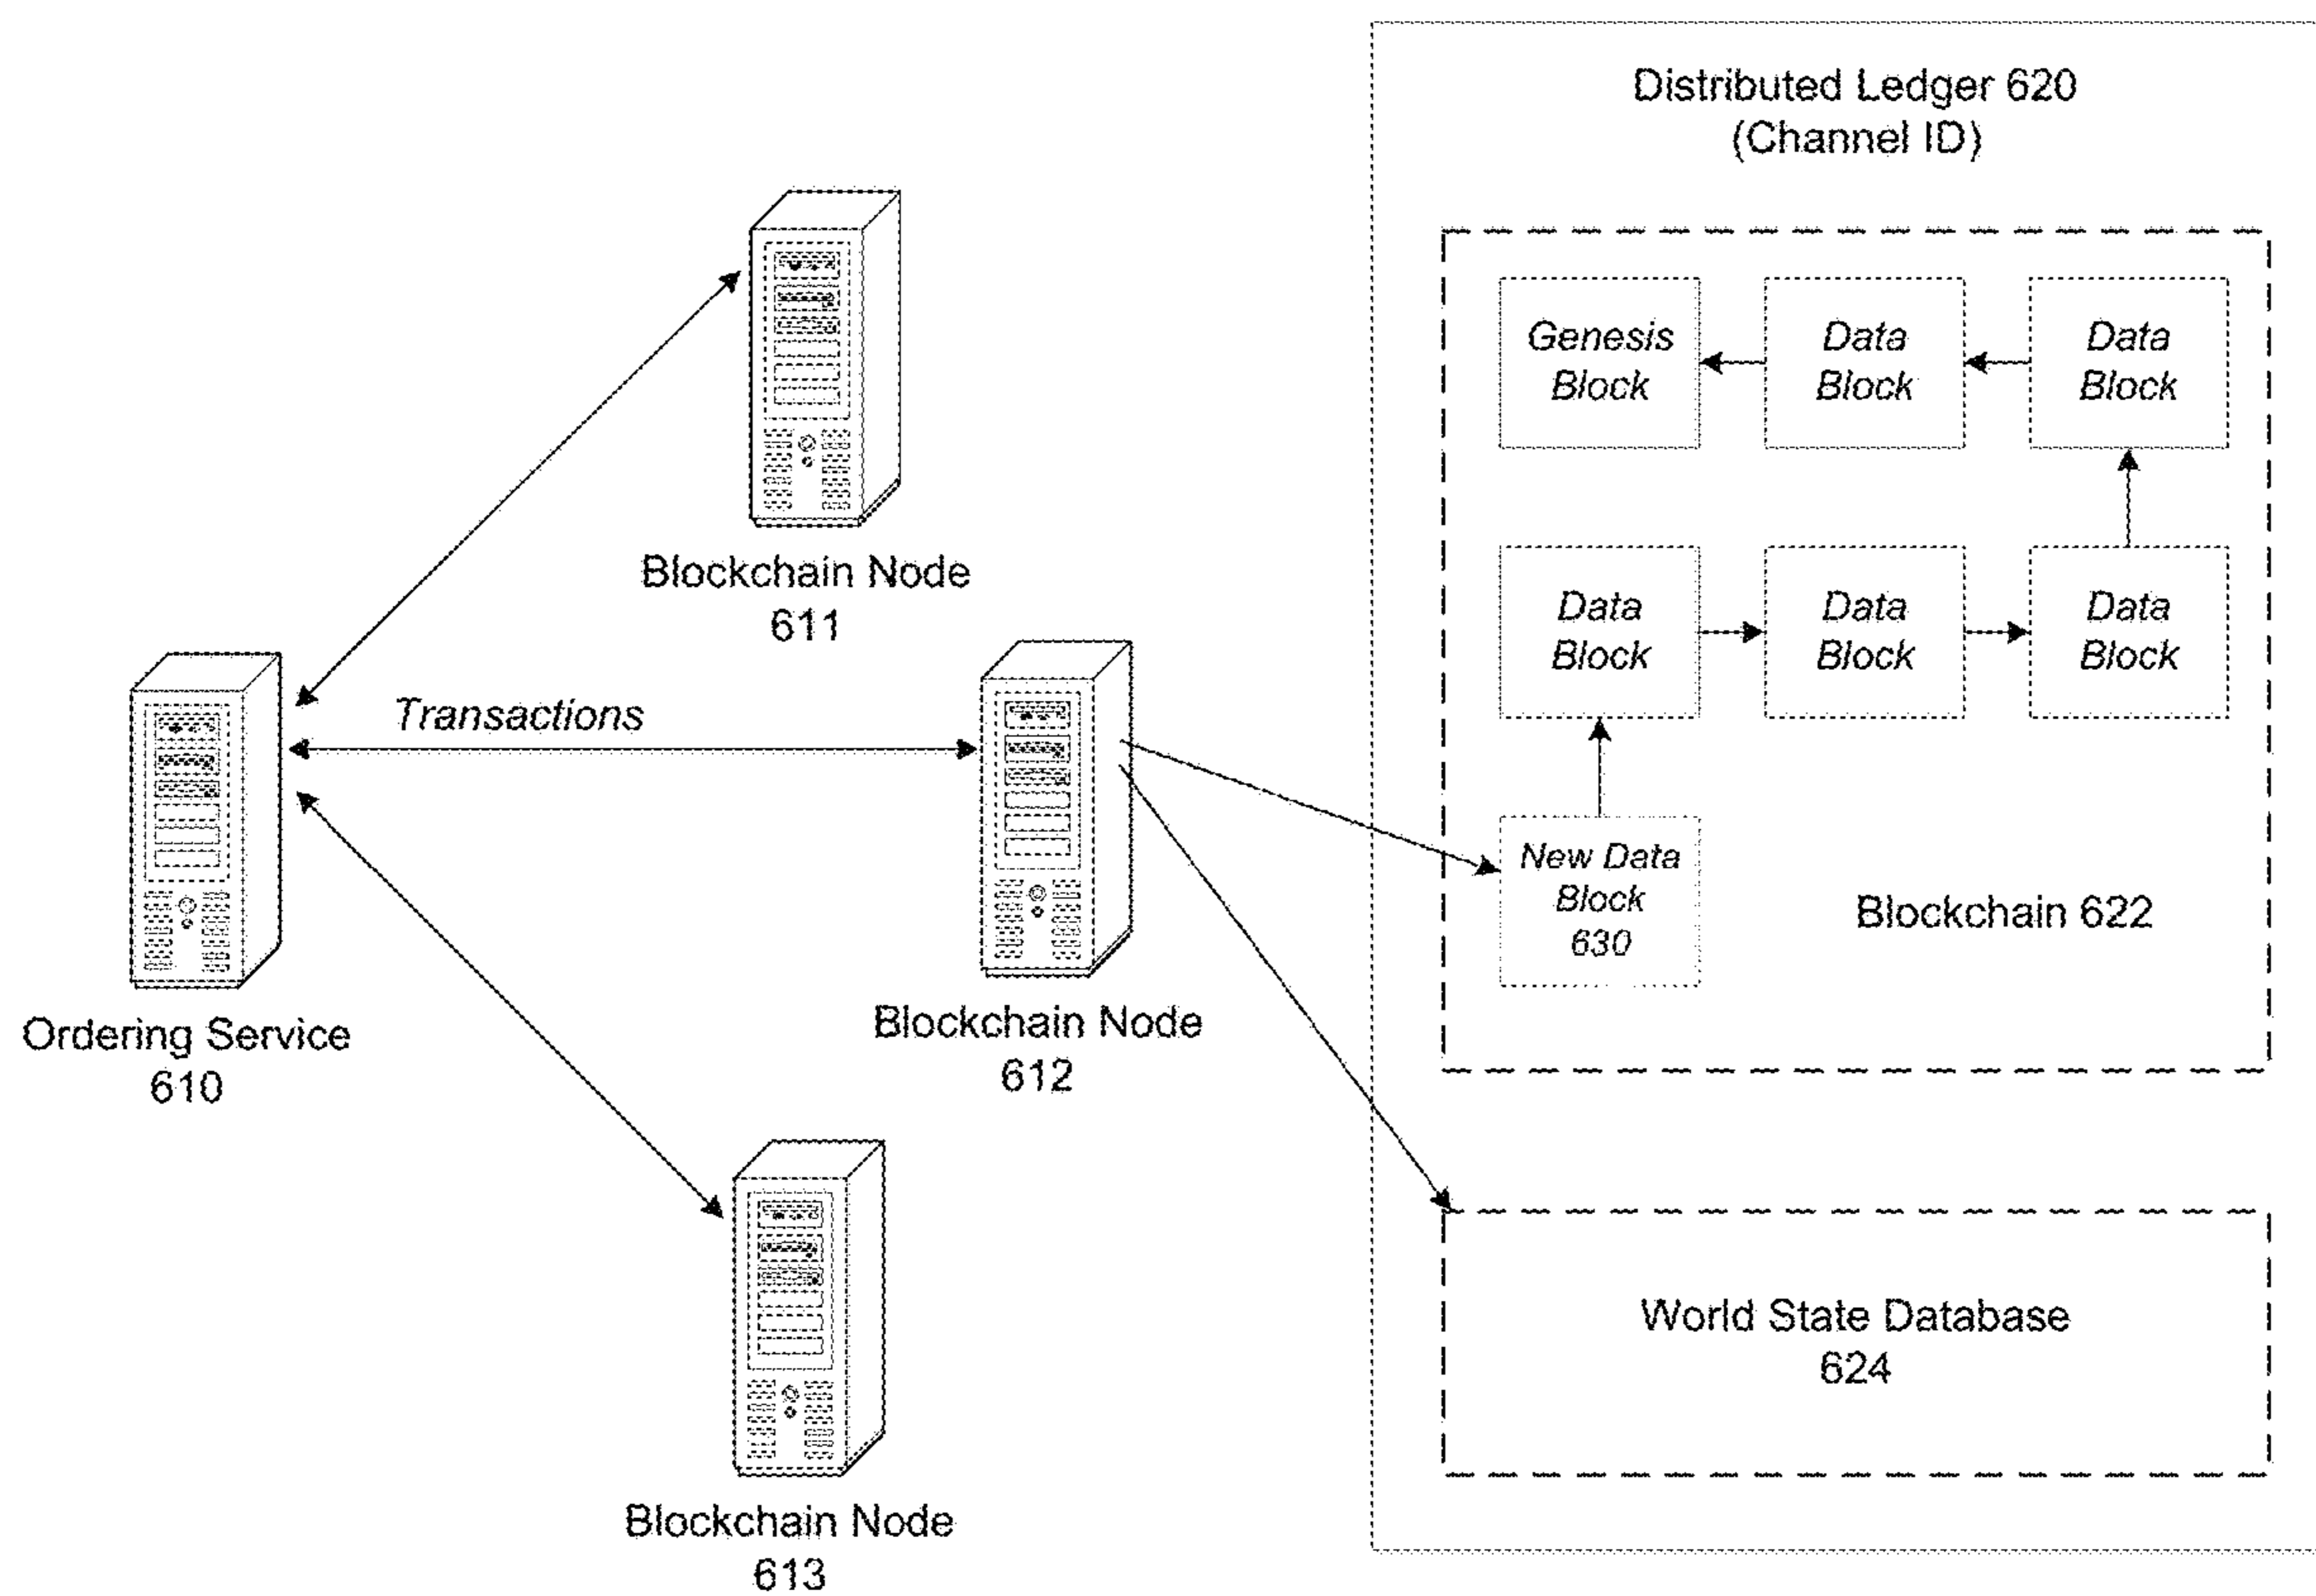 Distributed Ledger 620
(Channel ID)
Genesis
Block
Data
Block
Data
Block
Blockchain Node
611
Data
Block
Data
Block
Data
Block
Transactions
New Data
Block
630
Blockchain 622
Ordering Service
610
Blockchain Node
612
World State Database
624
Blockchain Node
613